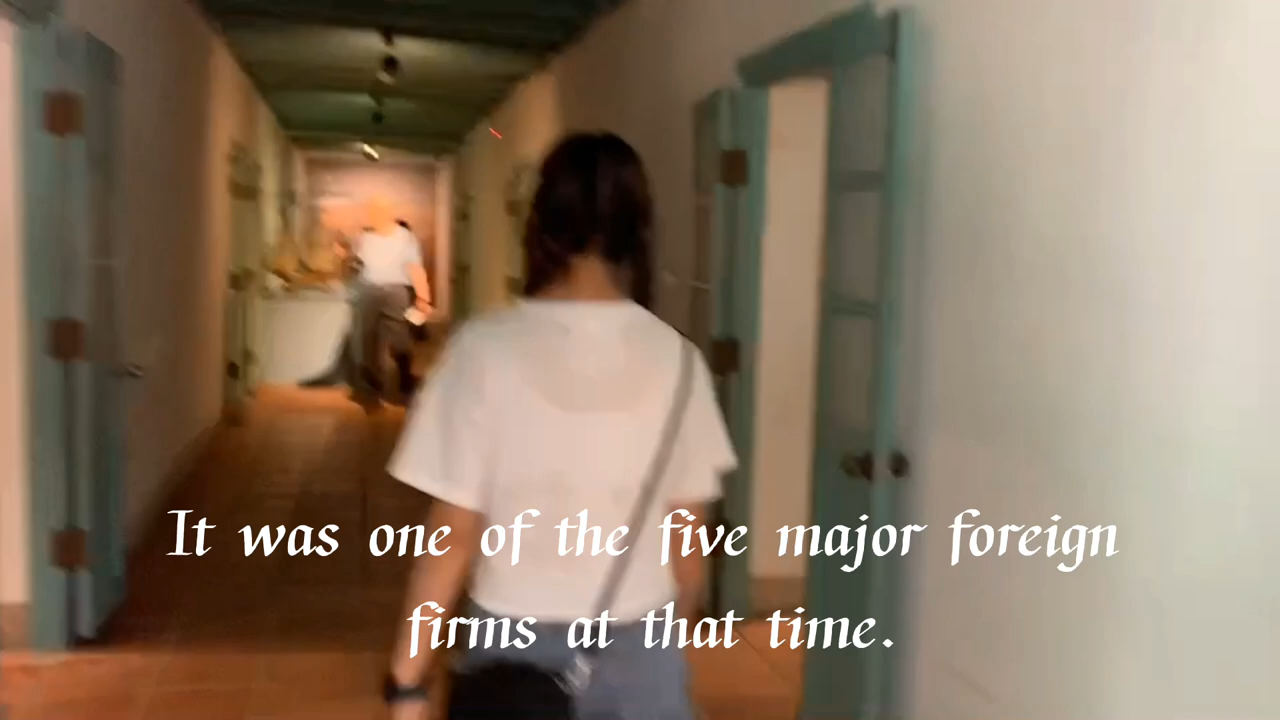 It was one of the five major foreign
firms at that time.